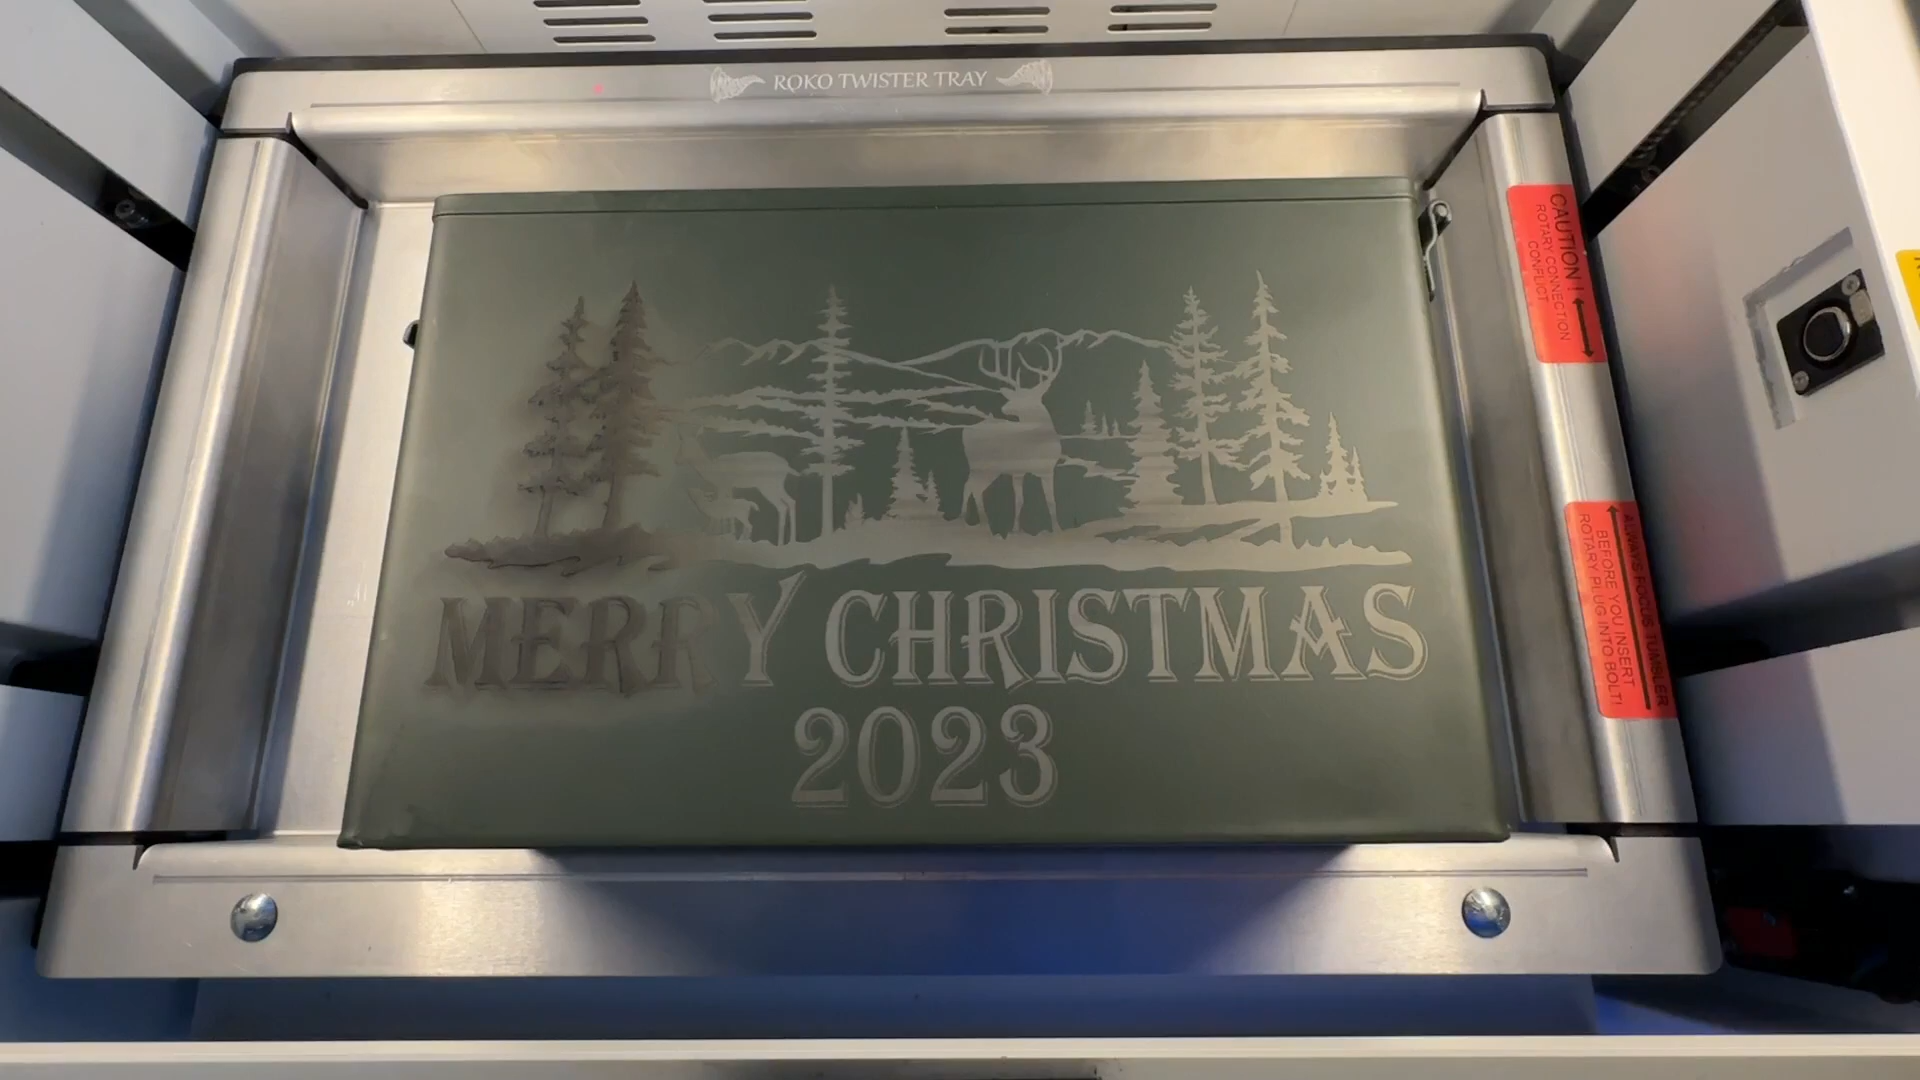 ROKO TWISTER TRAY
CAUTION !
ROTARY CONNECTION
CONFLICT
ALWAYS FOCUS TUMBLER
BEFORE YOU INSERT
ROTARY PLUG INTO BOLT!
MERRY CHRISTMAS
2023